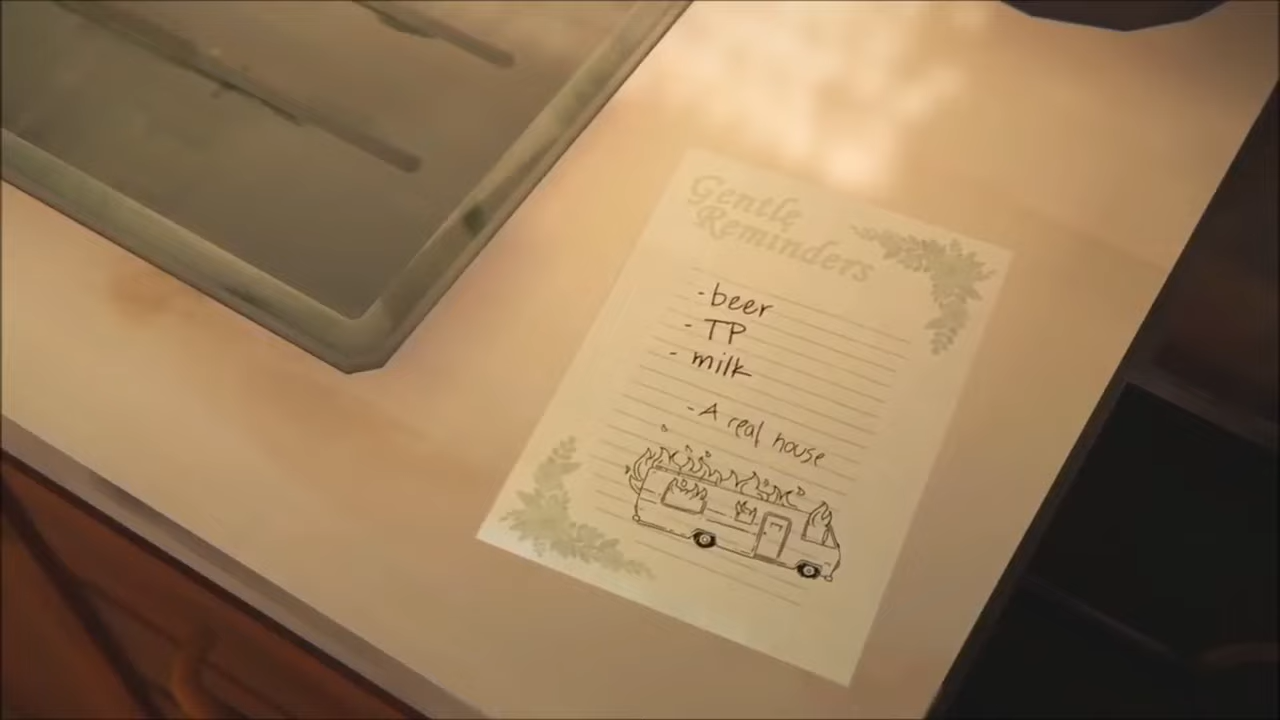 Gentle
Reminders
- beer
- TP
- milk
- A real house